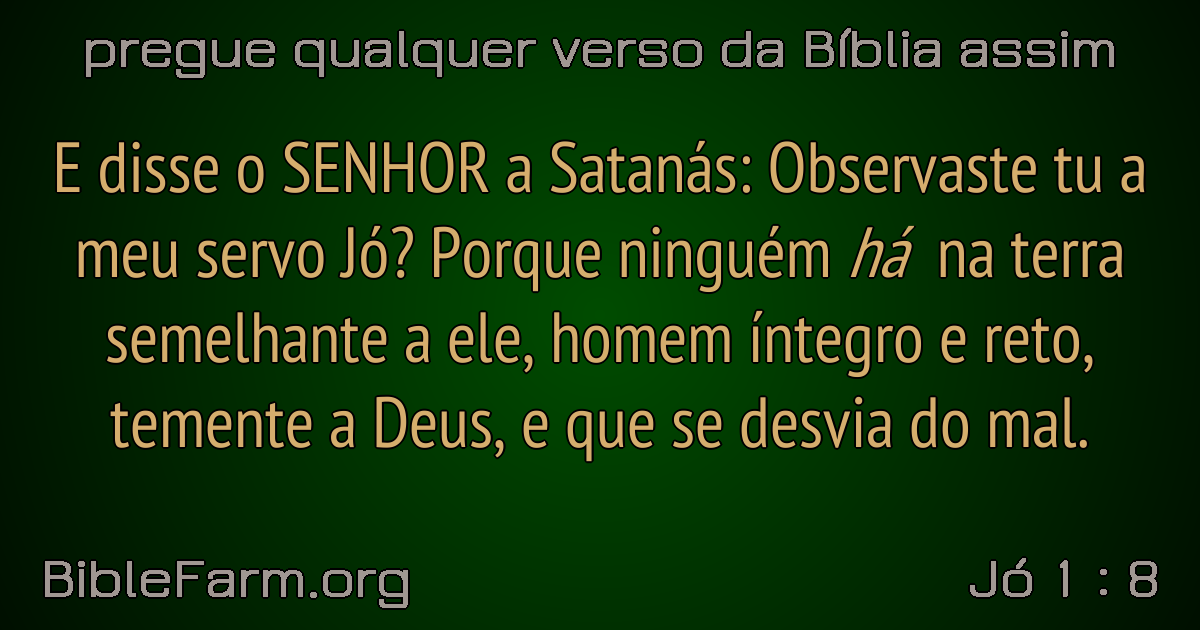 pregue qualquer verso da Bíblia assim
E disse o SENHOR a Satanás: Observaste tu a
meu servo Jó? Porque ninguém há na terra
semelhante a ele, homem íntegro e reto,
temente a Deus, e que se desvia do mal.
BibleFarm.org
Jó 1 : 8